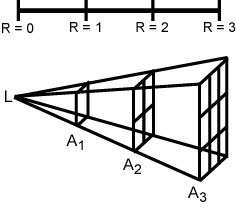 R = 0 R = 1 R = 2 R = 3
L
A1
A2
A3